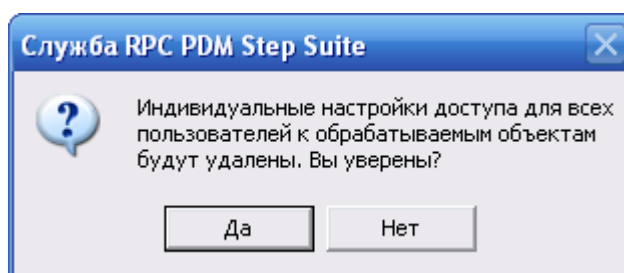 Служба RPC PDM Step Suite
Индивидуальные настройки доступа для всех
пользователей к обрабатываемым объектам
будут удалены. Вы уверены?
Да
Нет